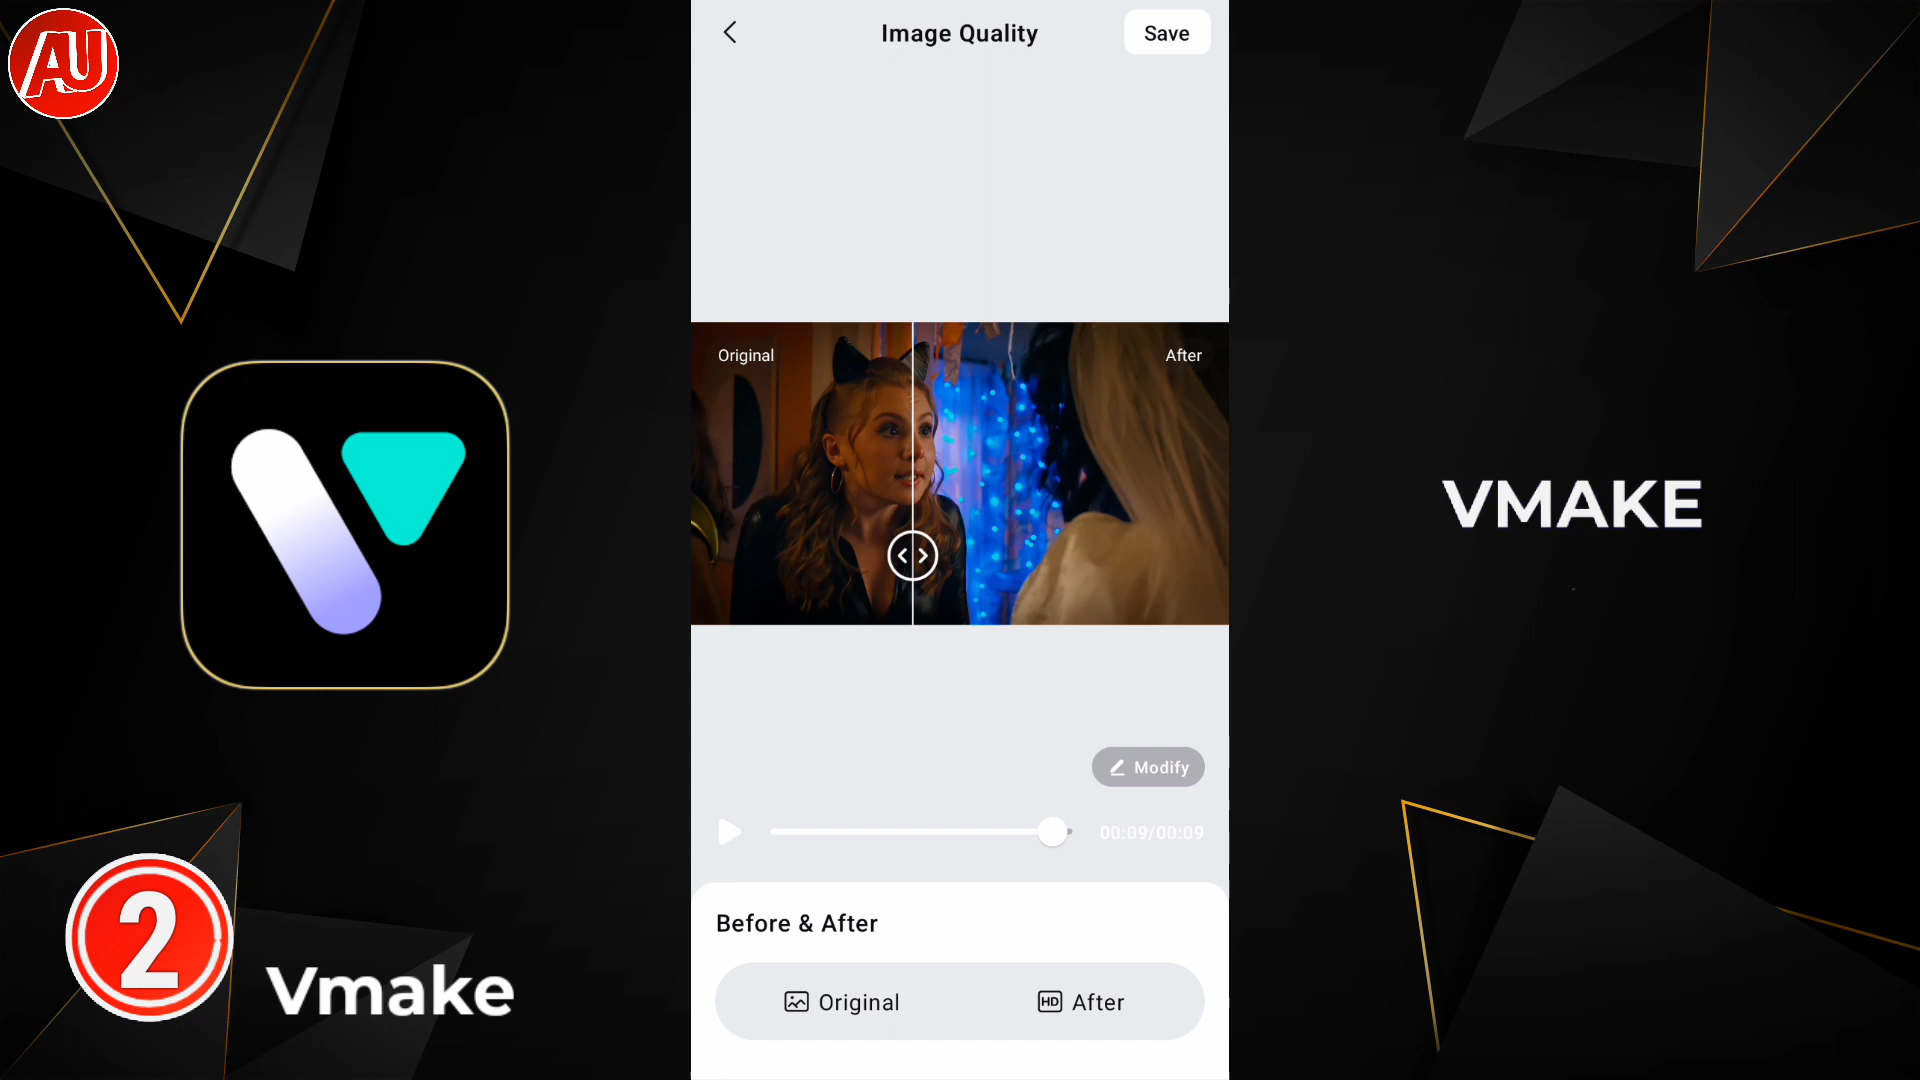 AU
Image Quality
Save
Original
After
VMAKE
Modify
00:09/00:09
Before & After
2
Vmake
Original
HD After